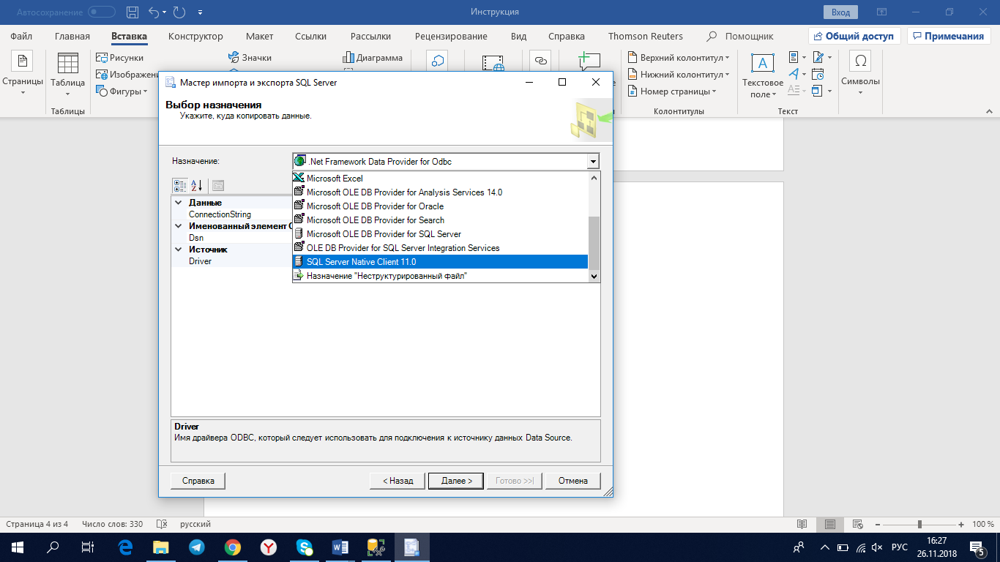 Автосохранение
Инструкция
Вход
Файл Главная Вставка Конструктор Макет Ссылки Рассылки Рецензирование Вид Справка Thomson Reuters Помощник Общий доступ Примечания
Страницы
Таблица
Таблицы
Рисунки
Изображени
Фигуры
Значки
Диаграмма
Верхний колонтитул
Нижний колонтитул
Номер страницы
Колонтитулы
Текстовое
поле
Текст
Символы
Мастер импорта и экспорта SQL Server
Выбор назначения
Укажите, куда копировать данные.
Назначение:
.Net Framework Data Provider for Odbc
Microsoft Excel
Microsoft OLE DB Provider for Analysis Services 14.0
Microsoft OLE DB Provider for Oracle
Microsoft OLE DB Provider for Search
Microsoft OLE DB Provider for SQL Server
OLE DB Provider for SQL Server Integration Services
SQL Server Native Client 11.0
Назначение "Неструктурированный файл"
Данные
ConnectionString
Именованный элемент
Dsn
Источник
Driver
Driver
Имя драйвера ODBC, который следует использовать для подключения к источнику данных Data Source.
Справка < Назад Далее > Готово >>| Отмена
Страница 4 из 4 Число слов: 330 русский 100 %
РУС
16:27
26.11.2018
5